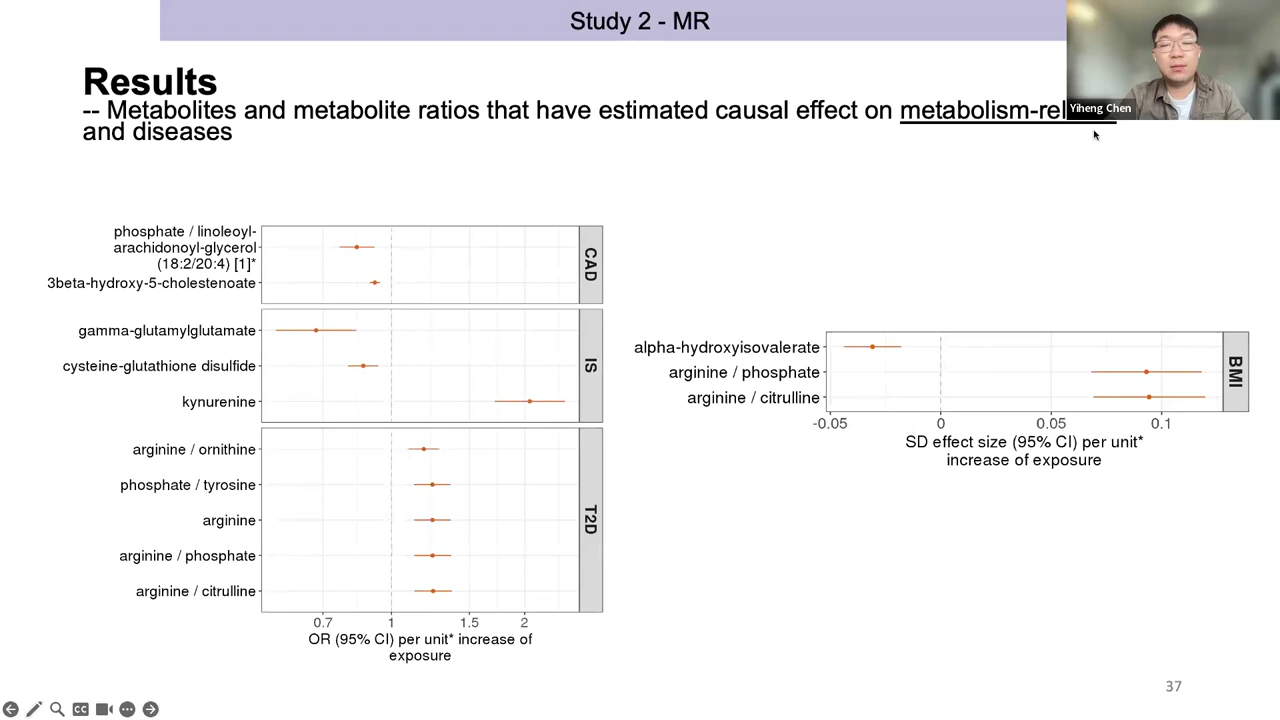 Study 2 - MR
Yiheng Chen
Results
-- Metabolites and metabolite ratios that have estimated causal effect on
and diseases
phosphate / linoleoyl-
arachidonoyl-glycerol
(18:2/20:4) [1]*
3beta-hydroxy-5-cholestenoate
CAD
gamma-glutamylglutamate
cysteine-glutathione disulfide
kynurenine
IS
arginine / ornithine
phosphate / tyrosine
arginine
arginine / phosphate
arginine / citrulline
T2D
0.7 1 1.5 2
OR (95% CI) per unit* increase of
exposure
alpha-hydroxyisovalerate
arginine / phosphate
arginine / citrulline
BMI
-0.05 0 0.05 0.1
SD effect size (95% CI) per unit*
increase of exposure
37
CC